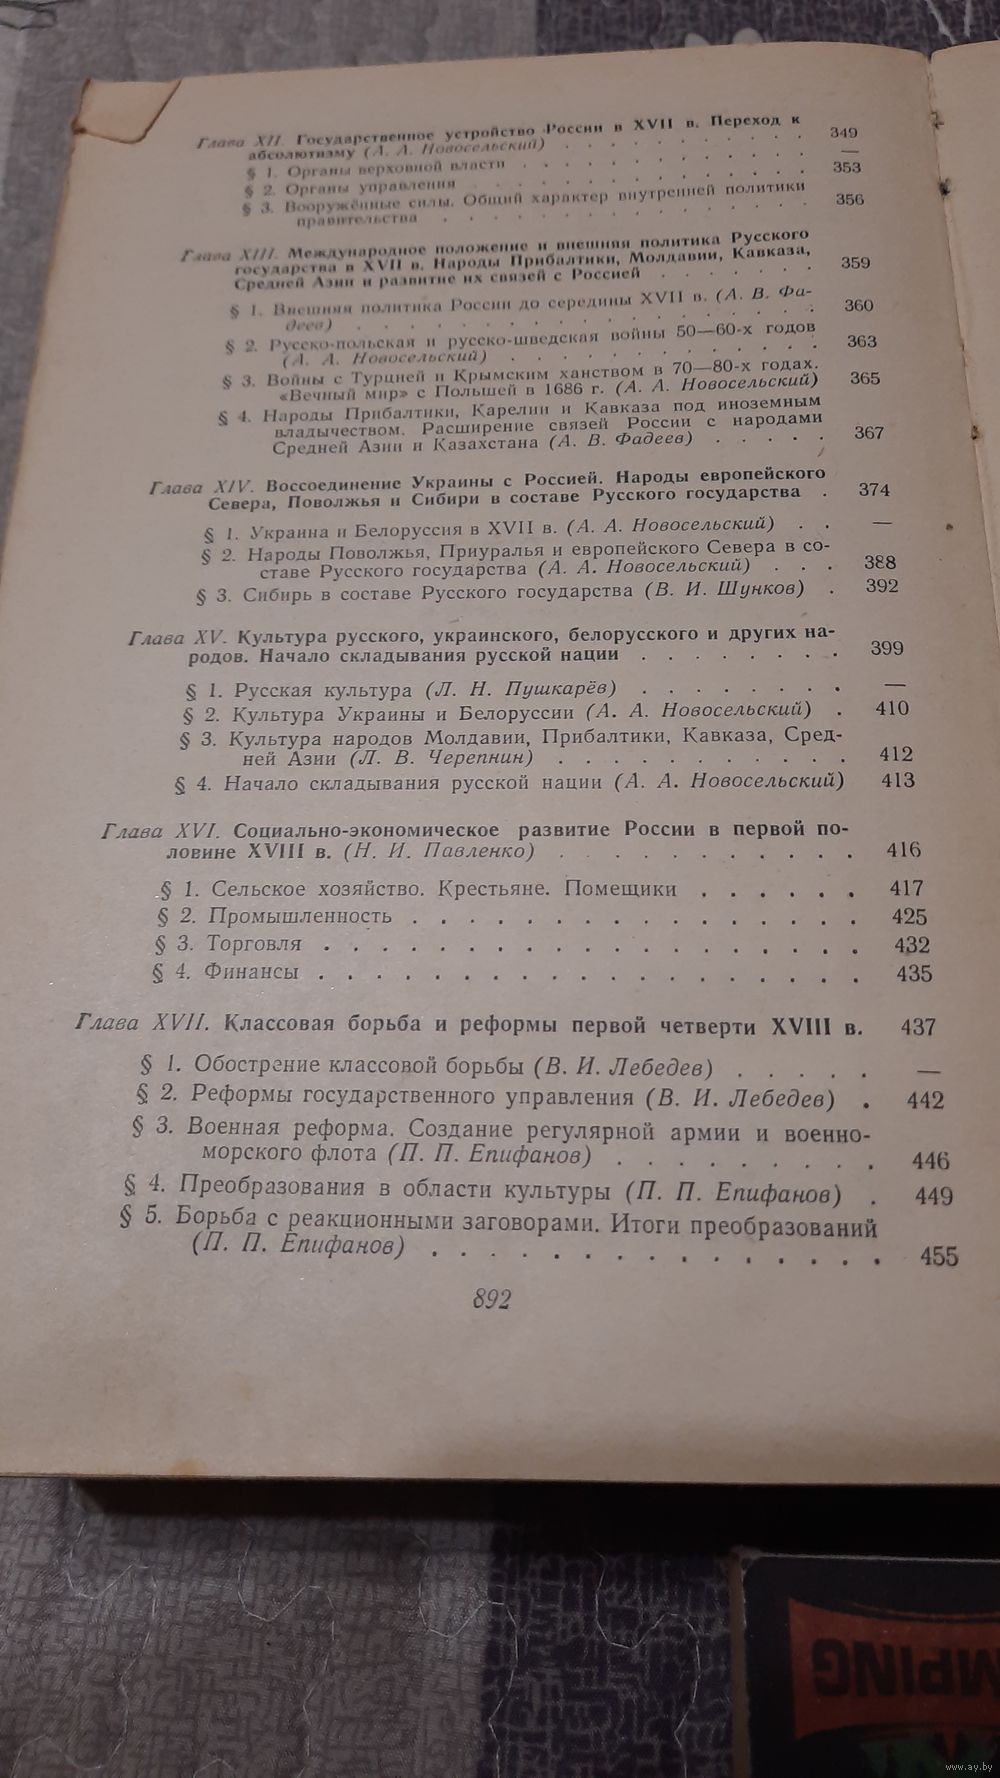 Глава XII. Государственное устройство России в XVII в. Переход к
абсолютизму (А. А. Новосельский) . . . . . . . . . . 349
§ 1. Органы верховной власти . . . . . . . . . . . . —
§ 2. Органы управления . . . . . . . . . . . . . 353
§ 3. Вооружённые силы. Общий характер внутренней политики
правительства . . . . . . . . . . . . . . . 356
Глава XIII. Международное положение и внешняя политика Русского
государства в XVII в. Народы Прибалтики, Молдавии, Кавказа,
Средней Азии и развитие их связей с Россией . . . . . . . 359
§ 1. Внешняя политика России до середины XVII в. (А. В. Фа-
деев) . . . . . . . . . . . . . . . . 360
§ 2. Русско-польская и русско-шведская войны 50—60-х годов
(А. А. Новосельский) . . . . . . . . . . . . 363
§ 3. Войны с Турцией и Крымским ханством в 70—80-х годах.
«Вечный мир» с Польшей в 1686 г. (А. А. Новосельский) 365
§ 4. Народы Прибалтики, Карелии и Кавказа под иноземным
владычеством. Расширение связей России с народами
Средней Азии и Казахстана (А. В. Фадеев) . . . . . 367
Глава XIV. Воссоединение Украины с Россией. Народы европейского
Севера, Поволжья и Сибири в составе Русского государства . 374
§ 1. Украина и Белоруссия в XVII в. (А. А. Новосельский) . . —
§ 2. Народы Поволжья, Приуралья и европейского Севера в со-
ставе Русского государства (А. А. Новосельский) . . . 388
§ 3. Сибирь в составе Русского государства (В. И. Шунков) . 392
Глава XV. Культура русского, украинского, белорусского и других на-
родов. Начало складывания русской нации . . . . . . . . 399
§ 1. Русская культура (Л. Н. Пушкарёв) . . . . . . . . . —
§ 2. Культура Украины и Белоруссии (А. А. Новосельский) . 410
§ 3. Культура народов Молдавии, Прибалтики, Кавказа, Сред-
ней Азии (Л. В. Черепнин) . . . . . . . . . . . 412
§ 4. Начало складывания русской нации (А. А. Новосельский) 413
Глава XVI. Социально-экономическое развитие России в первой по-
ловине XVIII в. (Н. И. Павленко) . . . . . . . . . . . 416
§ 1. Сельское хозяйство. Крестьяне. Помещики . . . . . . 417
§ 2. Промышленность . . . . . . . . . . . . . . . . 425
§ 3. Торговля . . . . . . . . . . . . . . . . . . . 432
§ 4. Финансы . . . . . . . . . . . . . . . . . . . 435
Глава XVII. Классовая борьба и реформы первой четверти XVIII в. 437
§ 1. Обострение классовой борьбы (В. И. Лебедев) . . . . . —
§ 2. Реформы государственного управления (В. И. Лебедев) . 442
§ 3. Военная реформа. Создание регулярной армии и военно-
морского флота (П. П. Епифанов) . . . . . . . . . 446
§ 4. Преобразования в области культуры (П. П. Епифанов) . 449
§ 5. Борьба с реакционными заговорами. Итоги преобразований
(П. П. Епифанов) . . . . . . . . . . . . . . . 455
892
www.ay.by